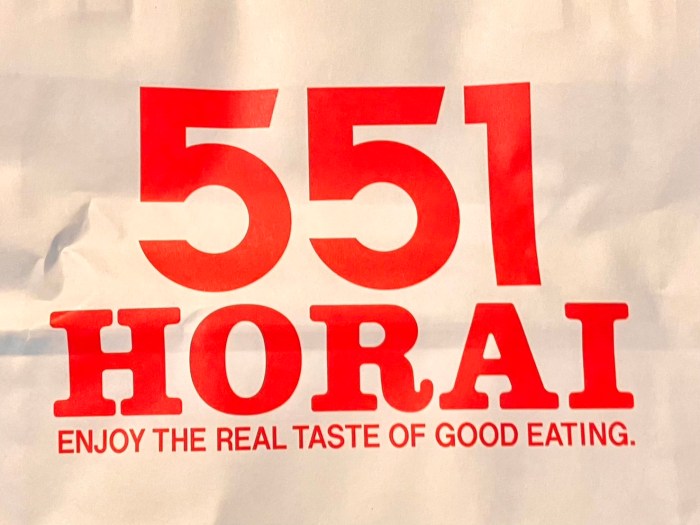 551
HORAI
ENJOY THE REAL TASTE OF GOOD EATING.